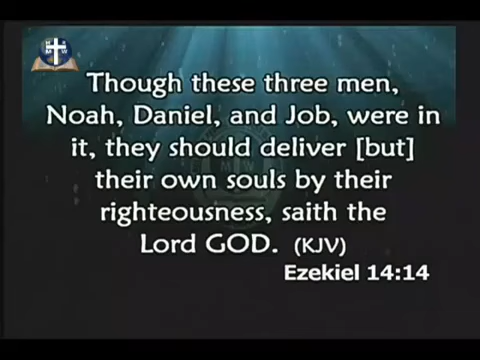 Though these three men,
Noah, Daniel, and Job, were in
it, they should deliver [but]
their own souls by their
righteousness, saith the
Lord GOD. (KJV)
Ezekiel 14:14